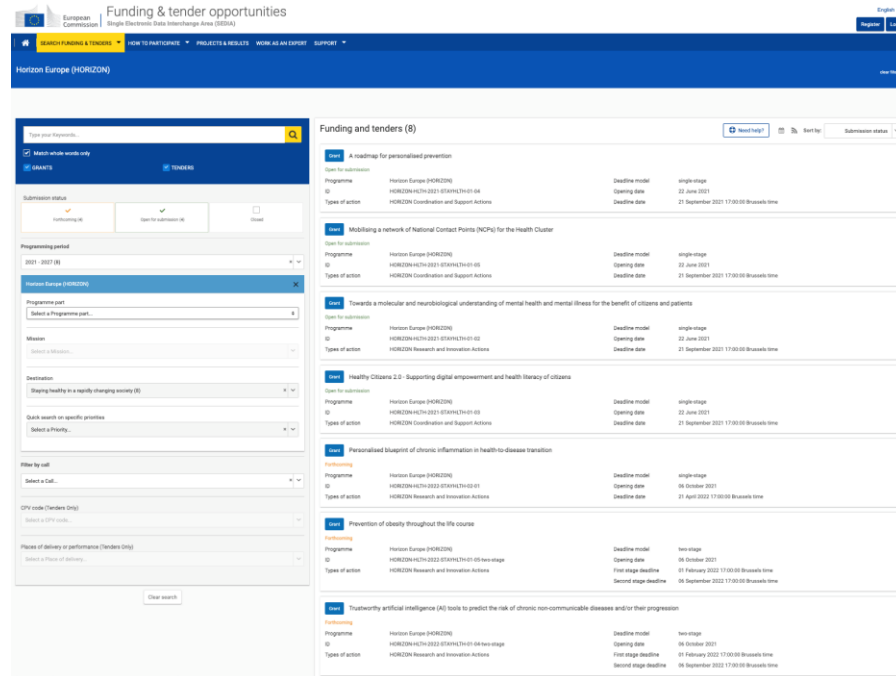 European
Commission
Funding & tender opportunities
Single Electronic Data Interchange Area (SEDIA)
English
Register
SEARCH FUNDING & TENDERS
HOW TO PARTICIPATE
PROJECTS & RESULTS
WORK AS AN EXPERT
SUPPORT
Horizon Europe (HORIZON)
Type your Keywords...
Match whole words only
GRANTS
TENDERS
Submission status
Forthcoming (4)
Open for submission (4)
Closed
Programming period
2021 - 2027 (8)
Horizon Europe (HORIZON)
Programme part
Select a Programme part...
Mission
Select a Mission...
Destination
Staying healthy in a rapidly changing society (8)
Quick search on specific priorities
Select a Priority...
Filter by call
Select a Call...
CPV code (Tenders Only)
Select a CPV code...
Places of delivery or performance (Tenders Only)
Select a Place of delivery...
Clear search
Funding and tenders (8)
Need help?
Sort by:
Submission status
Grant A roadmap for personalised prevention
Open for submission
Programme Horizon Europe (HORIZON) Deadline model single-stage
ID HORIZON-HLTH-2021-STAYHLTH-01-04 Opening date 22 June 2021
Types of action HORIZON Coordination and Support Actions Deadline date 21 September 2021 17:00:00 Brussels time
Grant Mobilising a network of National Contact Points (NCPs) for the Health Cluster
Open for submission
Programme Horizon Europe (HORIZON) Deadline model single-stage
ID HORIZON-HLTH-2021-STAYHLTH-01-05 Opening date 22 June 2021
Types of action HORIZON Coordination and Support Actions Deadline date 21 September 2021 17:00:00 Brussels time
Grant Towards a molecular and neurobiological understanding of mental health and mental illness for the benefit of citizens and patients
Open for submission
Programme Horizon Europe (HORIZON) Deadline model single-stage
ID HORIZON-HLTH-2021-STAYHLTH-01-02 Opening date 22 June 2021
Types of action HORIZON Research and Innovation Actions Deadline date 21 September 2021 17:00:00 Brussels time
Grant Healthy Citizens 2.0 - Supporting digital empowerment and health literacy of citizens
Open for submission
Programme Horizon Europe (HORIZON) Deadline model single-stage
ID HORIZON-HLTH-2021-STAYHLTH-01-03 Opening date 22 June 2021
Types of action HORIZON Coordination and Support Actions Deadline date 21 September 2021 17:00:00 Brussels time
Grant Personalised blueprint of chronic inflammation in health-to-disease transition
Forthcoming
Programme Horizon Europe (HORIZON) Deadline model single-stage
ID HORIZON-HLTH-2022-STAYHLTH-02-01 Opening date 06 October 2021
Types of action HORIZON Research and Innovation Actions Deadline date 21 April 2022 17:00:00 Brussels time
Grant Prevention of obesity throughout the life course
Forthcoming
Programme Horizon Europe (HORIZON) Deadline model two-stage
ID HORIZON-HLTH-2022-STAYHLTH-01-05-two-stage Opening date 06 October 2021
Types of action HORIZON Research and Innovation Actions First stage deadline 01 February 2022 17:00:00 Brussels time
Second stage deadline 06 September 2022 17:00:00 Brussels time
Grant Trustworthy artificial intelligence (AI) tools to predict the risk of chronic non-communicable diseases and/or their progression
Forthcoming
Programme Horizon Europe (HORIZON) Deadline model two-stage
ID HORIZON-HLTH-2022-STAYHLTH-01-04-two-stage Opening date 06 October 2021
Types of action HORIZON Research and Innovation Actions First stage deadline 01 February 2022 17:00:00 Brussels time
Second stage deadline 06 September 2022 17:00:00 Brussels time